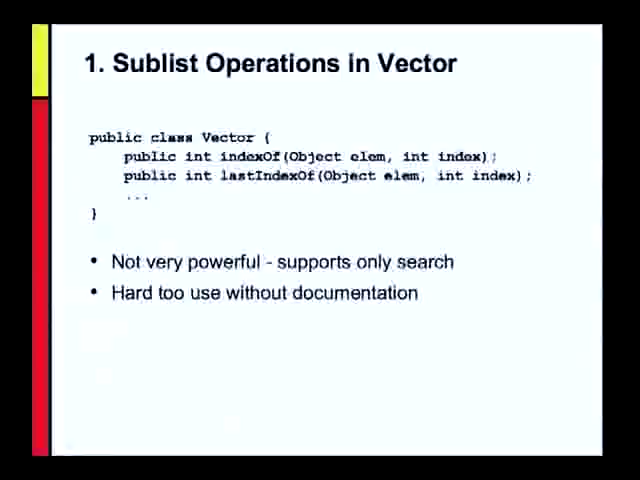 1. Sublist Operations in Vector
public class Vector {
public int indexOf(Object elem, int index);
public int lastIndexOf(Object elem, int index);
...
}
• Not very powerful - supports only search
• Hard too use without documentation